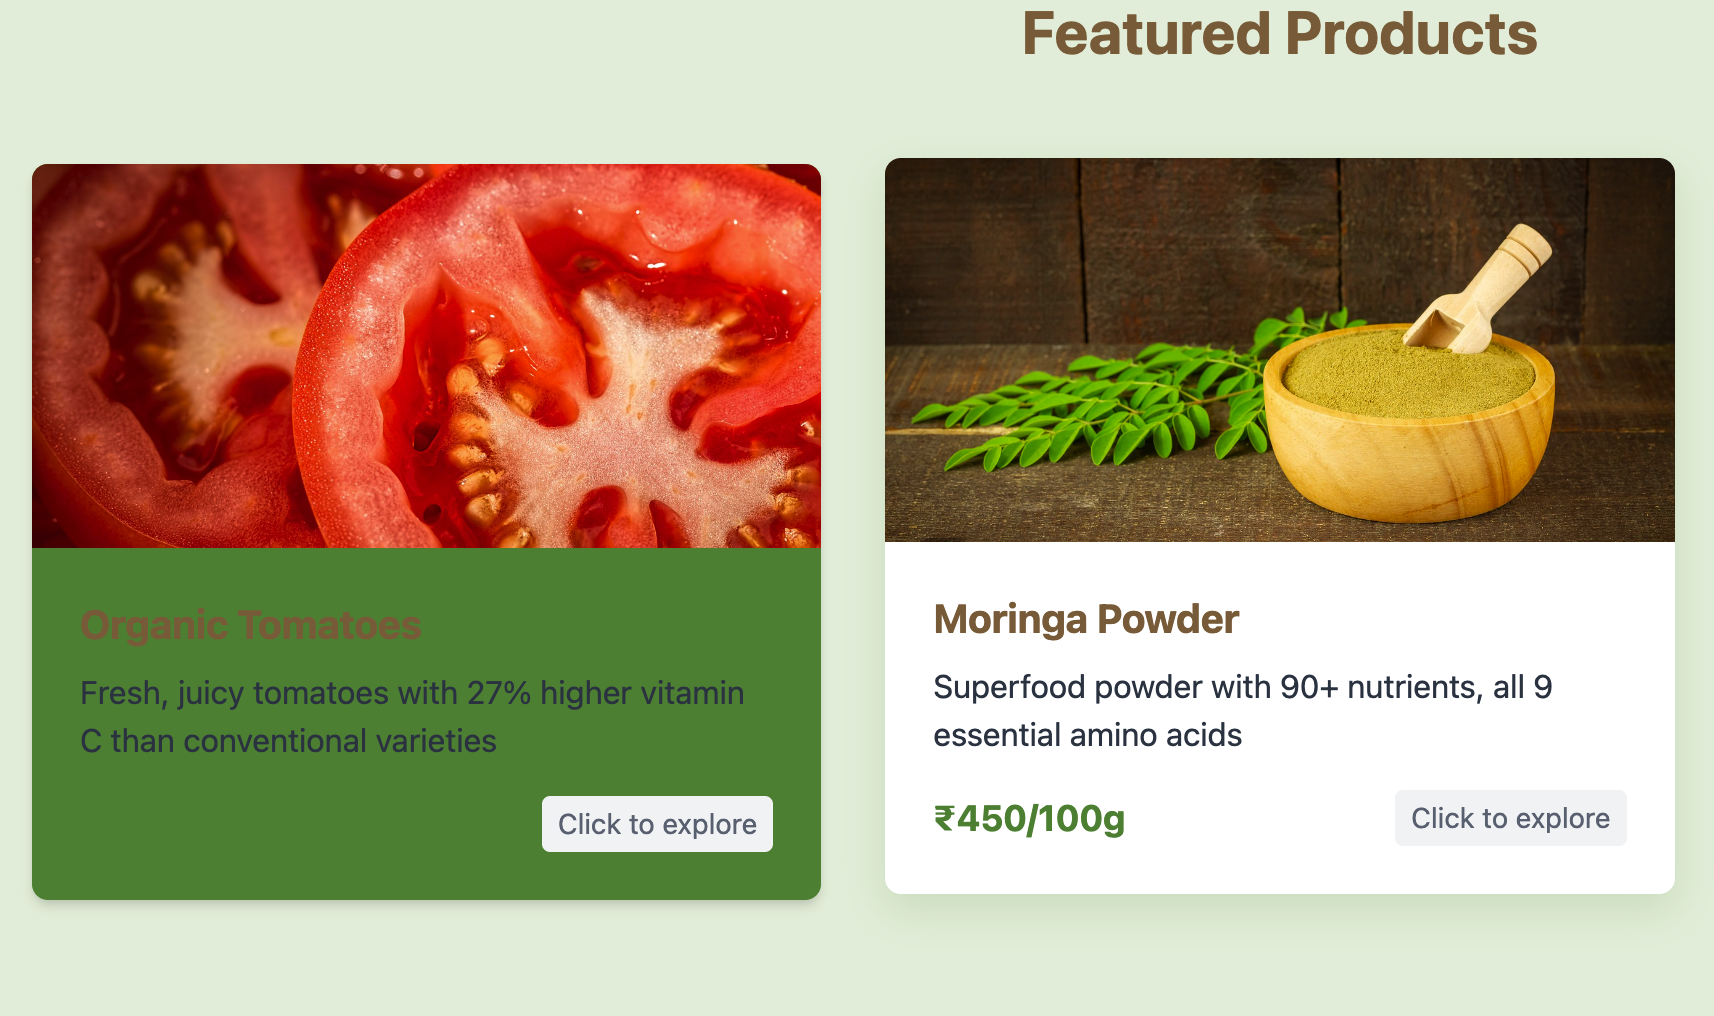 Featured Products
Organic Tomatoes
Fresh, juicy tomatoes with 27% higher vitamin
C than conventional varieties
Click to explore
Moringa Powder
Superfood powder with 90+ nutrients, all 9
essential amino acids
₹450/100g
Click to explore